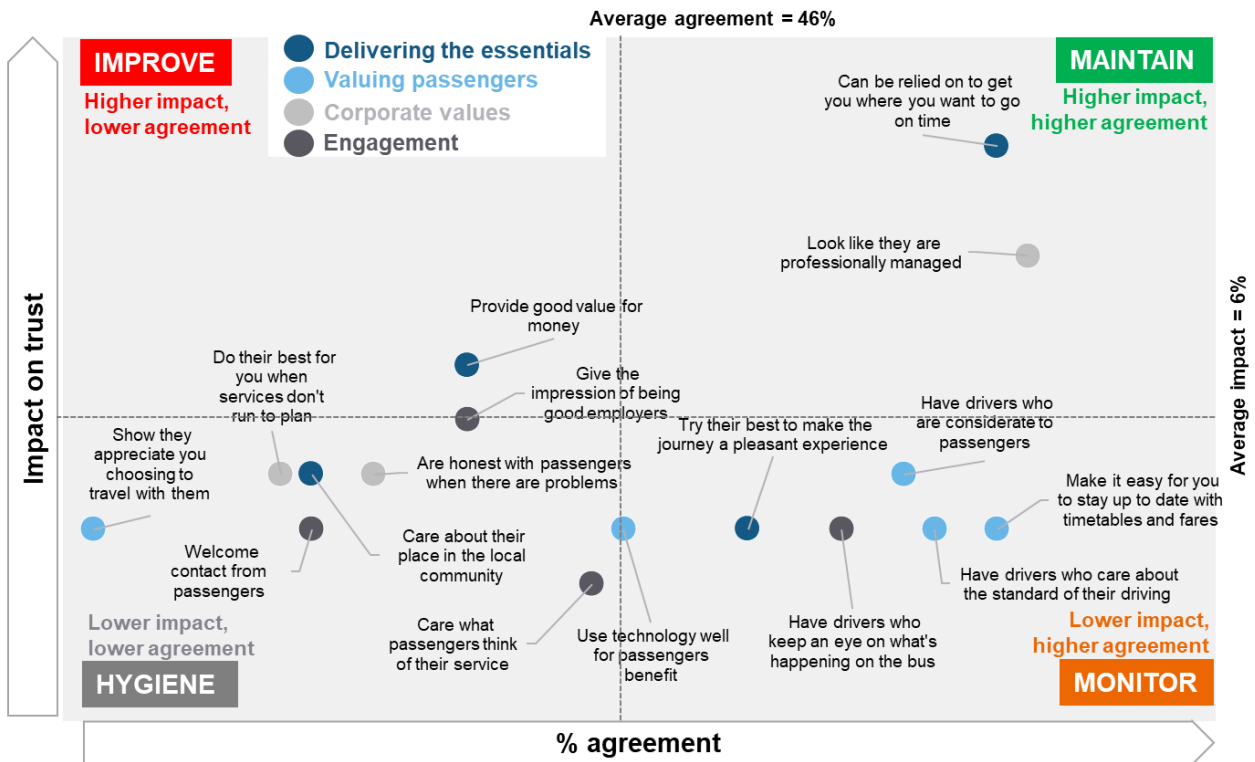 Average agreement = 46%
IMPROVE
Higher impact,
lower agreement
Delivering the essentials
Valuing passengers
Corporate values
Engagement
MAINTAIN
Higher impact,
higher agreement
Can be relied on to get
you where you want to go
on time
Look like they are
professionally managed
Provide good value for
money
Do their best for
you when
services don't
run to plan
Give the
impression of being
good employers
Impact on trust
Average impact = 6%
Show they
appreciate you
choosing to
travel with them
Are honest with passengers
when there are problems
Try their best to make the
journey a pleasant experience
Have drivers who
are considerate to
passengers
Make it easy for you
to stay up to date with
timetables and fares
Welcome
contact from
passengers
Care about their
place in the local
community
Have drivers who care about
the standard of their driving
Care what
passengers think
of their service
Use technology well
for passengers
benefit
Have drivers who
keep an eye on what's
happening on the bus
Lower impact,
lower agreement
HYGIENE
Lower impact,
higher agreement
MONITOR
% agreement